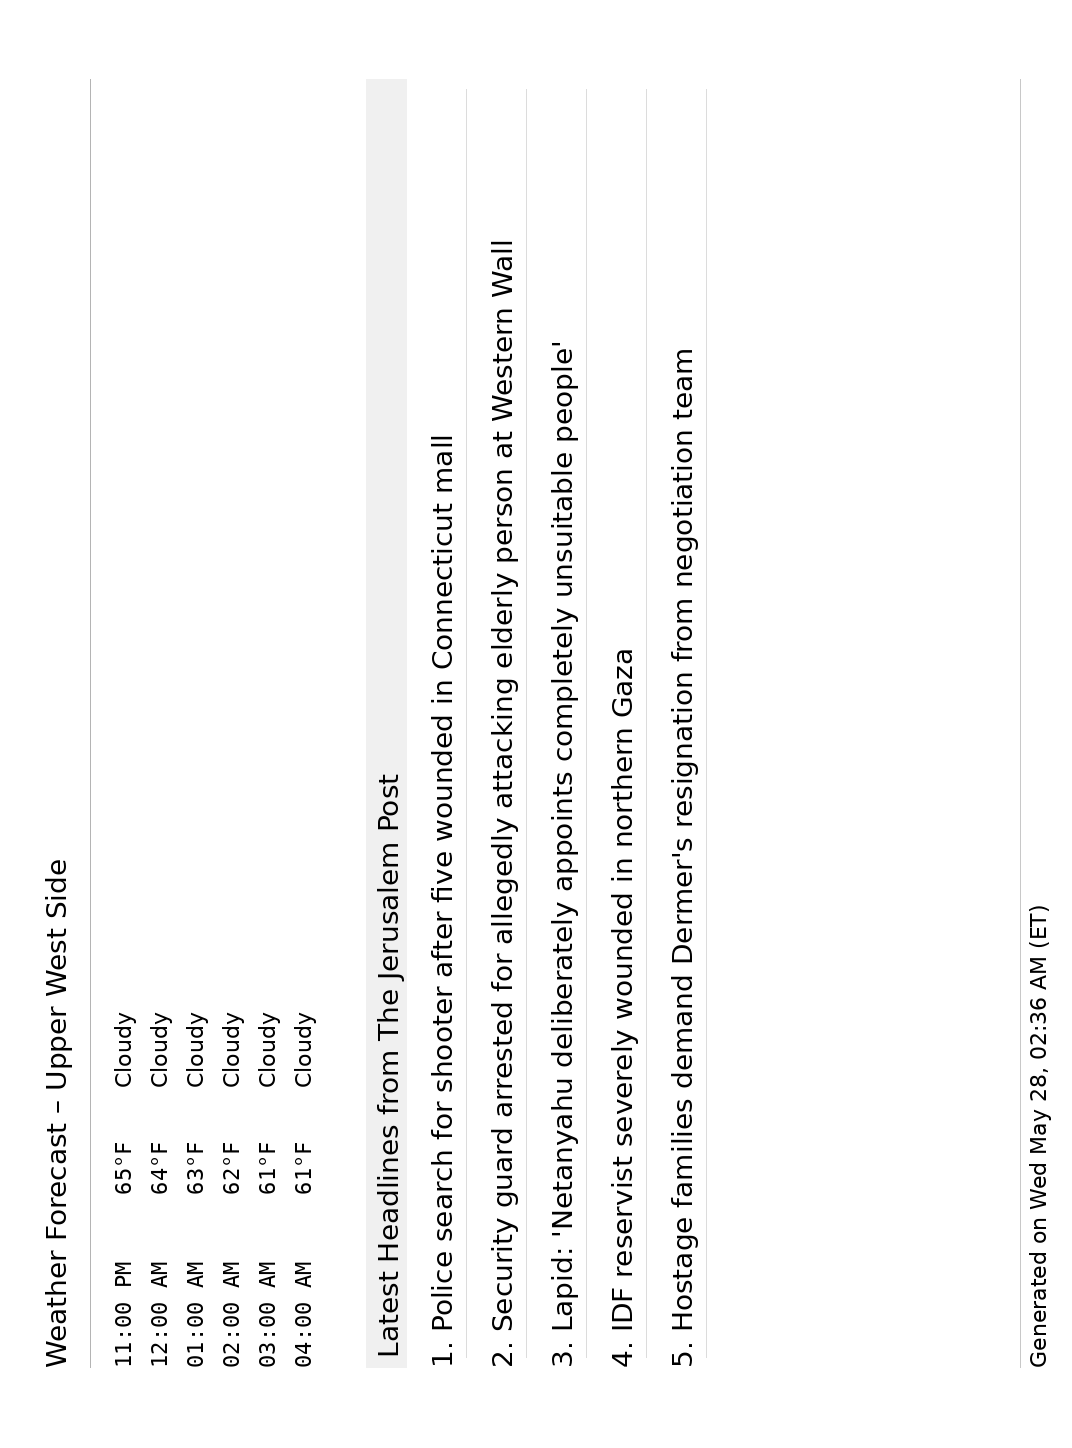 Weather Forecast – Upper West Side
11:00 PM 65°F Cloudy
12:00 AM 64°F Cloudy
01:00 AM 63°F Cloudy
02:00 AM 62°F Cloudy
03:00 AM 61°F Cloudy
04:00 AM 61°F Cloudy
Latest Headlines from The Jerusalem Post
1. Police search for shooter after five wounded in Connecticut mall
2. Security guard arrested for allegedly attacking elderly person at Western Wall
3. Lapid: 'Netanyahu deliberately appoints completely unsuitable people'
4. IDF reservist severely wounded in northern Gaza
5. Hostage families demand Dermer's resignation from negotiation team
Generated on Wed May 28, 02:36 AM (ET)